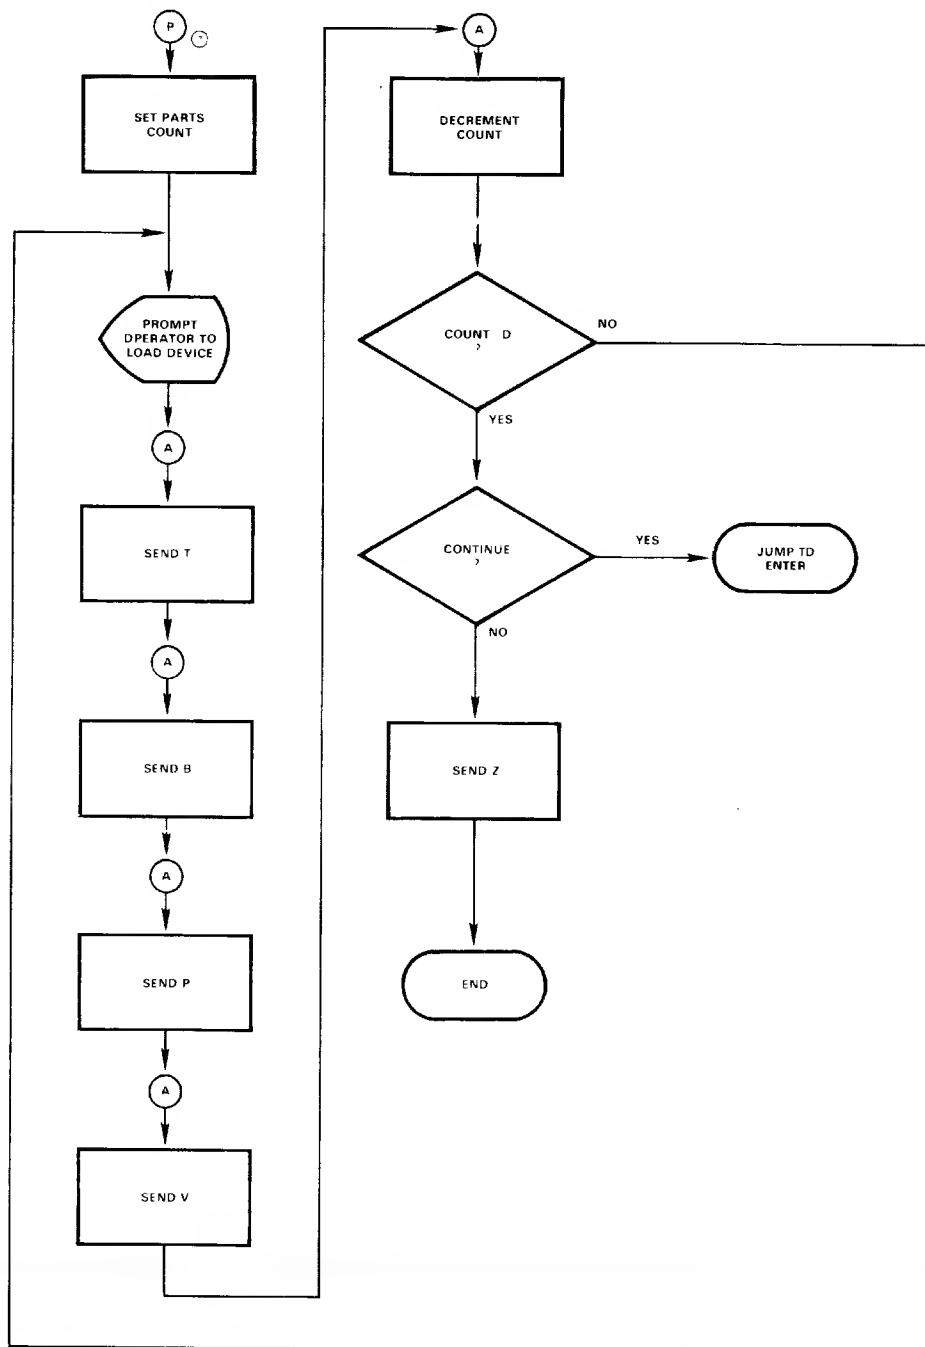 P
SET PARTS
COUNT
PROMPT
DPERATOR TO
LOAD DEVICE
A
SEND T
A
SEND B
A
SEND P
A
SEND V
A
DECREMENT
COUNT
COUNT D
?
NO
YES
CONTINUE
?
YES
JUMP TD
ENTER
NO
SEND Z
END